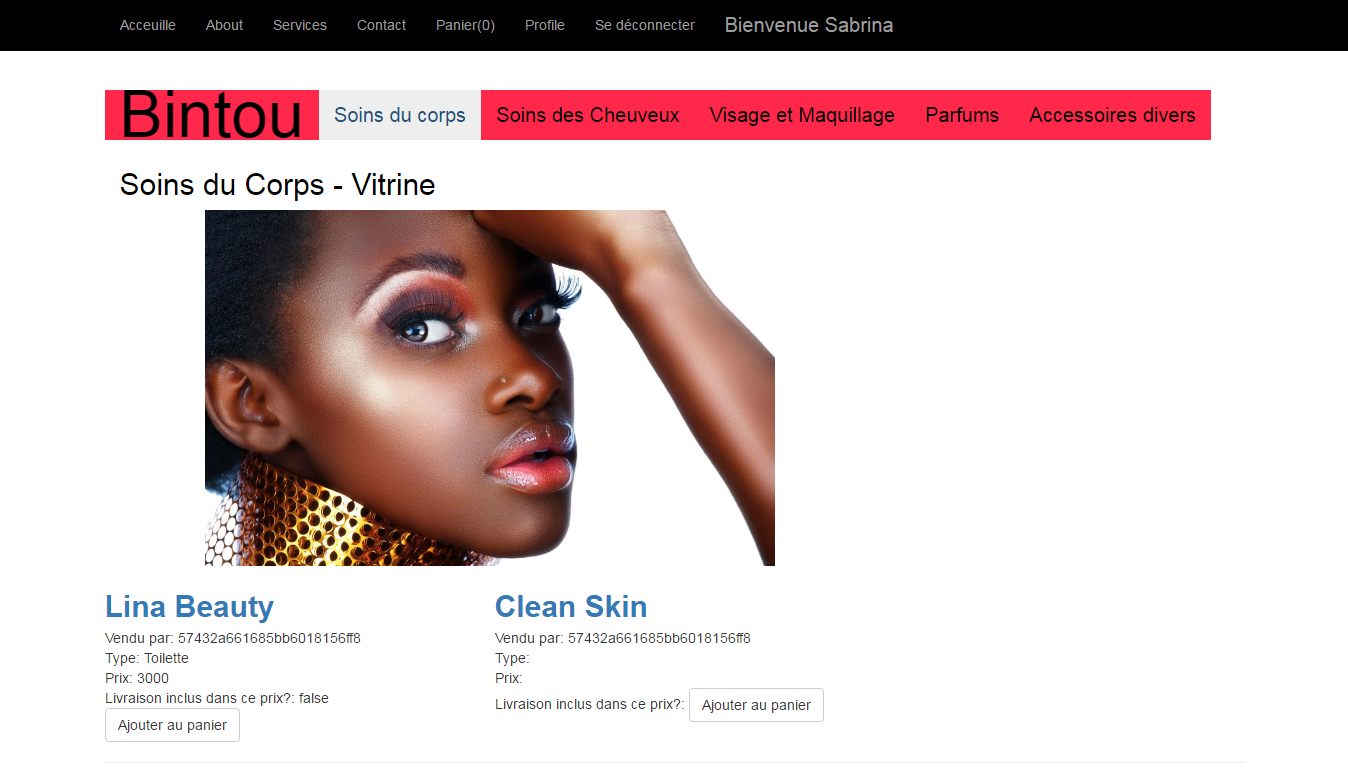 Acceuille About Services Contact Panier(0) Profile Se déconnecter Bienvenue Sabrina
Bintou Soins du corps Soins des Cheuveux Visage et Maquillage Parfums Accessoires divers
Soins du Corps - Vitrine
Lina Beauty
Vendu par: 57432a661685bb6018156ff8
Type: Toilette
Prix: 3000
Livraison inclus dans ce prix?: false
Ajouter au panier
Clean Skin
Vendu par: 57432a661685bb6018156ff8
Type:
Prix:
Livraison inclus dans ce prix?: Ajouter au panier